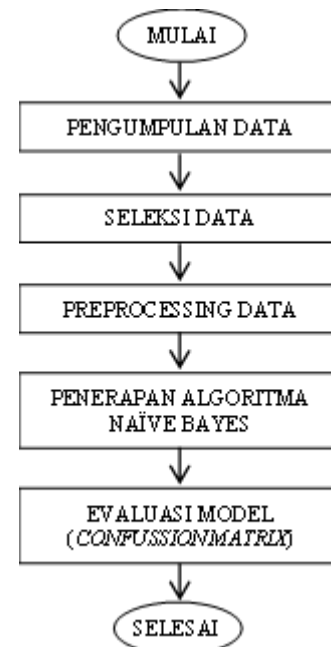 MULAI
PENGUMPULAN DATA
SELEKSI DATA
PREPROCESSING DATA
PENERAPAN ALGORITMA
NAÏVE BAYES
EVALUASI MODEL
(CONFUSSION MATRIX)
SELESAI